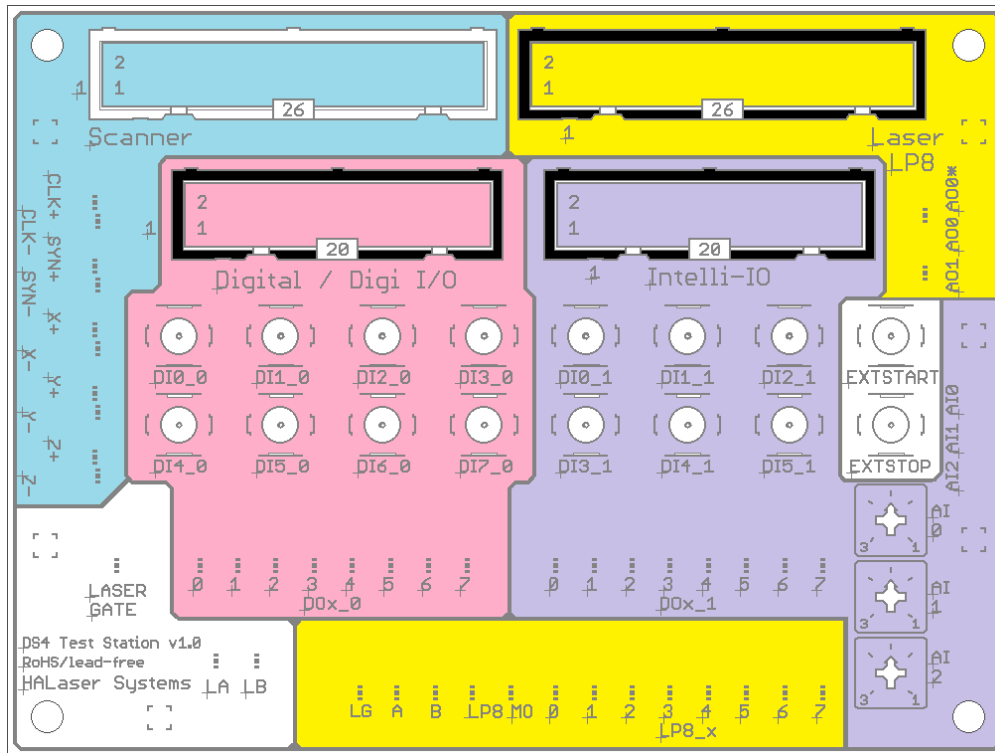 2
1
1
26
Scanner
2
1
26
1
Laser
LP8
CLK+
CLK-
SYN+
SYN-
X+
X-
Y+
Y-
Z+
Z-
2
1
1
20
Digital / Digi I/O
2
1
20
1
Intelli-IO
AO0*
AO0
AO1
DI0_0 DI1_0 DI2_0 DI3_0
DI0_1 DI1_1 DI2_1
EXTSTART
DI4_0 DI5_0 DI6_0 DI7_0
DI3_1 DI4_1 DI5_1
EXTSTOP
AI0
AI1
AI2
3 1
AI
0
3 1
AI
1
3 1
AI
2
0 1 2 3 4 5 6 7
DOx_0
0 1 2 3 4 5 6 7
DOx_1
LASER
GATE
DS4 Test Station v1.0
RoHS/lead-free
HALaser Systems
LA LB
LG A B LP8 MO 0 1 2 3 4 5 6 7
LP8_x